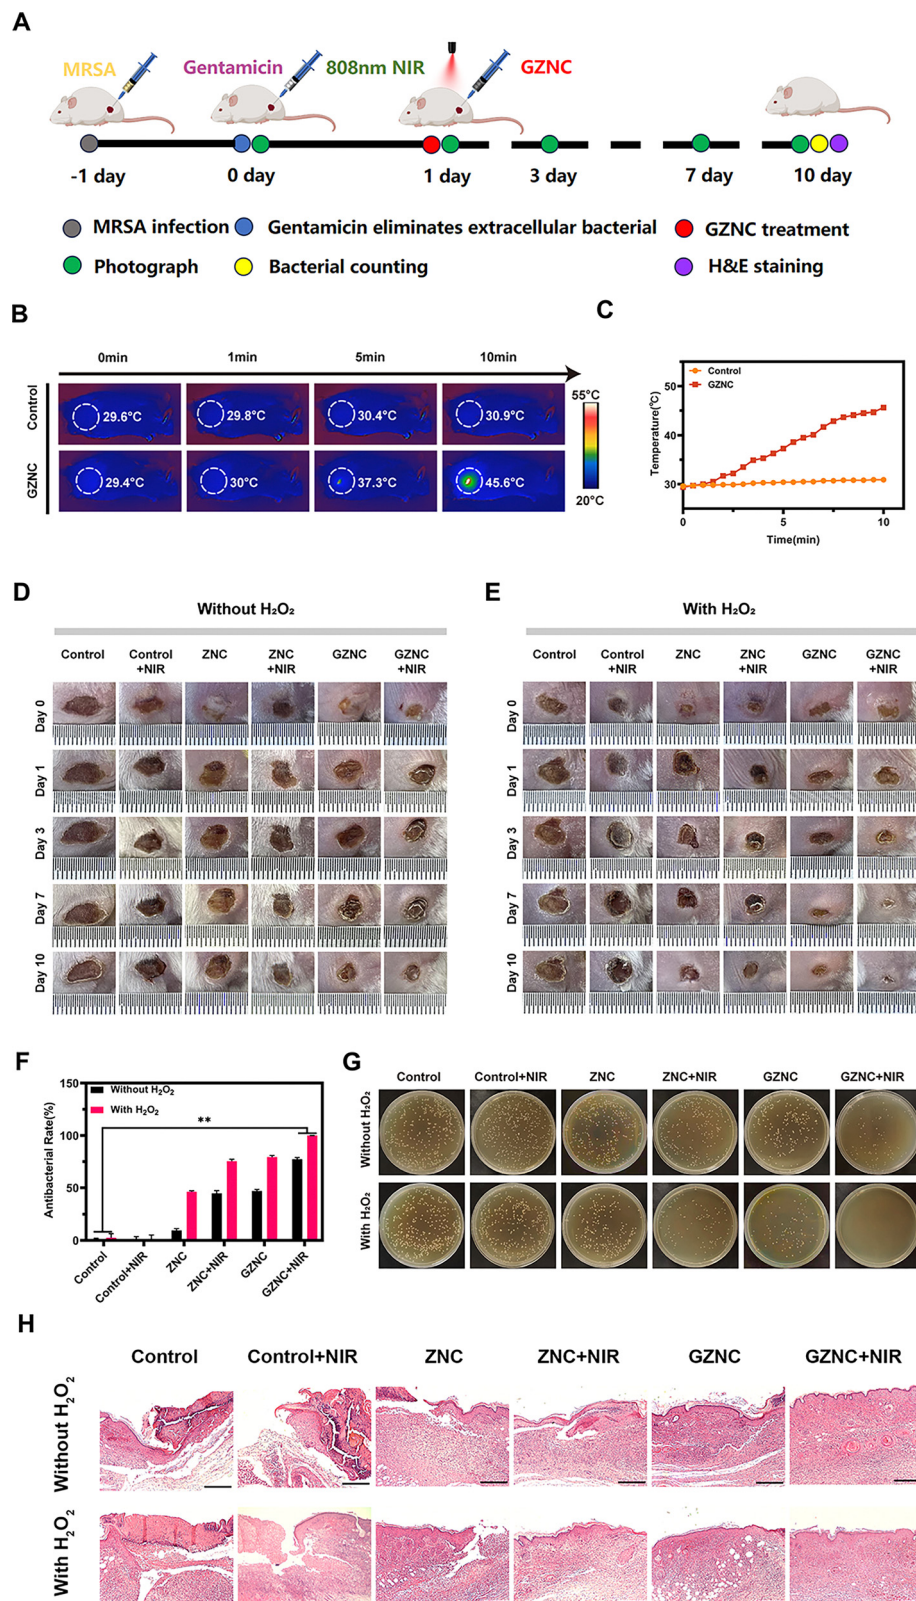 A
MRSA Gentamicin 808nm NIR GZNC
-1 day 0 day 1 day 3 day 7 day 10 day
MRSA infection Gentamicin eliminates extracellular bacterial GZNC treatment
Photograph Bacterial counting H&E staining
B
0min 1min 5min 10min
Control 29.6°C 29.8°C 30.4°C 30.9°C 55°C
GZNC 29.4°C 30°C 37.3°C 45.6°C 20°C
C
Control
GZNC
Temperature(°C)
50
40
30
0 5 10
Time(min)
D
Without H₂O₂
Control Control+NIR ZNC ZNC+NIR GZNC GZNC+NIR
Day 0
Day 1
Day 3
Day 7
Day 10
E
With H₂O₂
Control Control+NIR ZNC ZNC+NIR GZNC GZNC+NIR
Day 0
Day 1
Day 3
Day 7
Day 10
F
Without H₂O₂
With H₂O₂
**
Antibacterial Rate(%)
150
100
50
0
Control Control+NIR ZNC ZNC+NIR GZNC GZNC+NIR
G
Control Control+NIR ZNC ZNC+NIR GZNC GZNC+NIR
Without H₂O₂
With H₂O₂
H
Control Control+NIR ZNC ZNC+NIR GZNC GZNC+NIR
Without H₂O₂
With H₂O₂